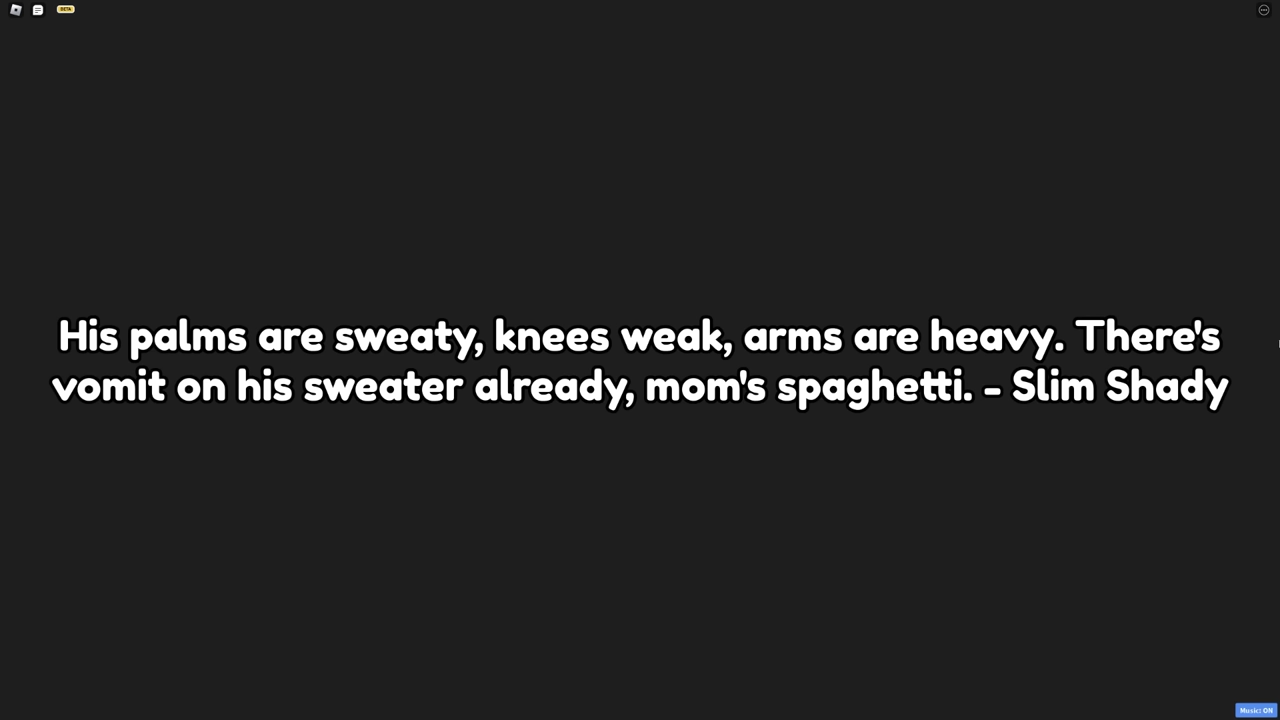 BETA
His palms are sweaty, knees weak, arms are heavy. There's
vomit on his sweater already, mom's spaghetti. - Slim Shady
Music: ON